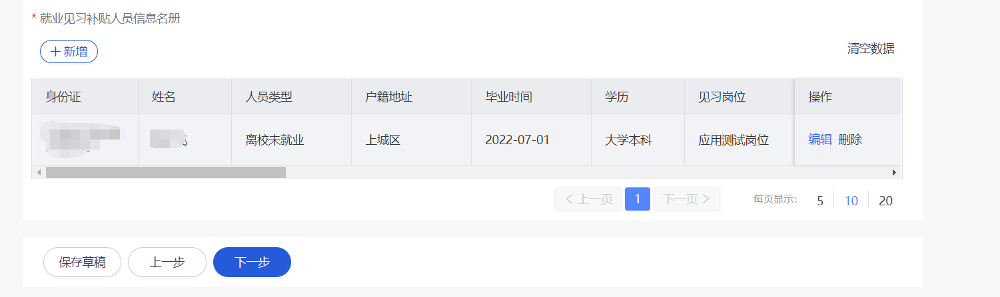 * 就业见习补贴人员信息名册
新增
清空数据
身份证 姓名 人员类型 户籍地址 毕业时间 学历 见习岗位 操作
离校未就业 上城区 2022-07-01 大学本科 应用测试岗位 编辑 删除
上一页 1 下一页 每页显示: 5 10 20
保存草稿 上一步 下一步